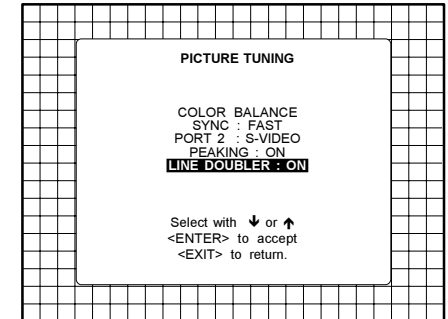 PICTURE TUNING
COLOR BALANCE
SYNC : FAST
PORT 2 : S-VIDEO
PEAKING : ON
LINE DOUBLER : ON
Select with ↓ or ↑
<ENTER> to accept
<EXIT> to return.